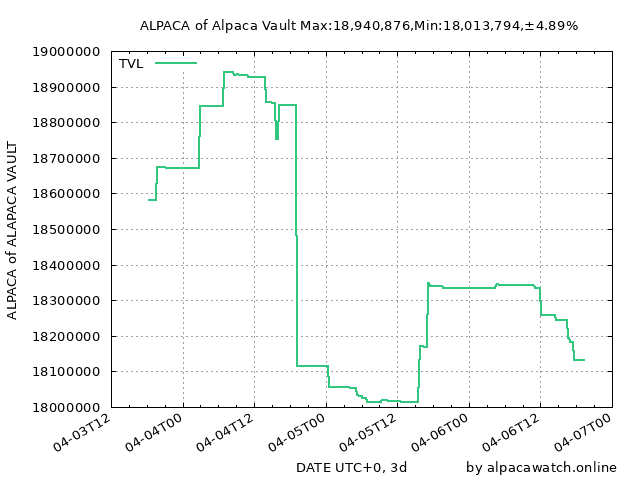 ALPACA of Alpaca Vault Max:18,940,876,Min:18,013,794,±4.89%
TVL
19000000
18900000
18800000
18700000
18600000
18500000
18400000
18300000
18200000
18100000
18000000
ALPACA of ALAPACA VAULT
04-03T12
04-04T00
04-04T12
04-05T00
04-05T12
04-06T00
04-06T12
04-07T00
DATE UTC+0, 3d
by alpacawatch.online